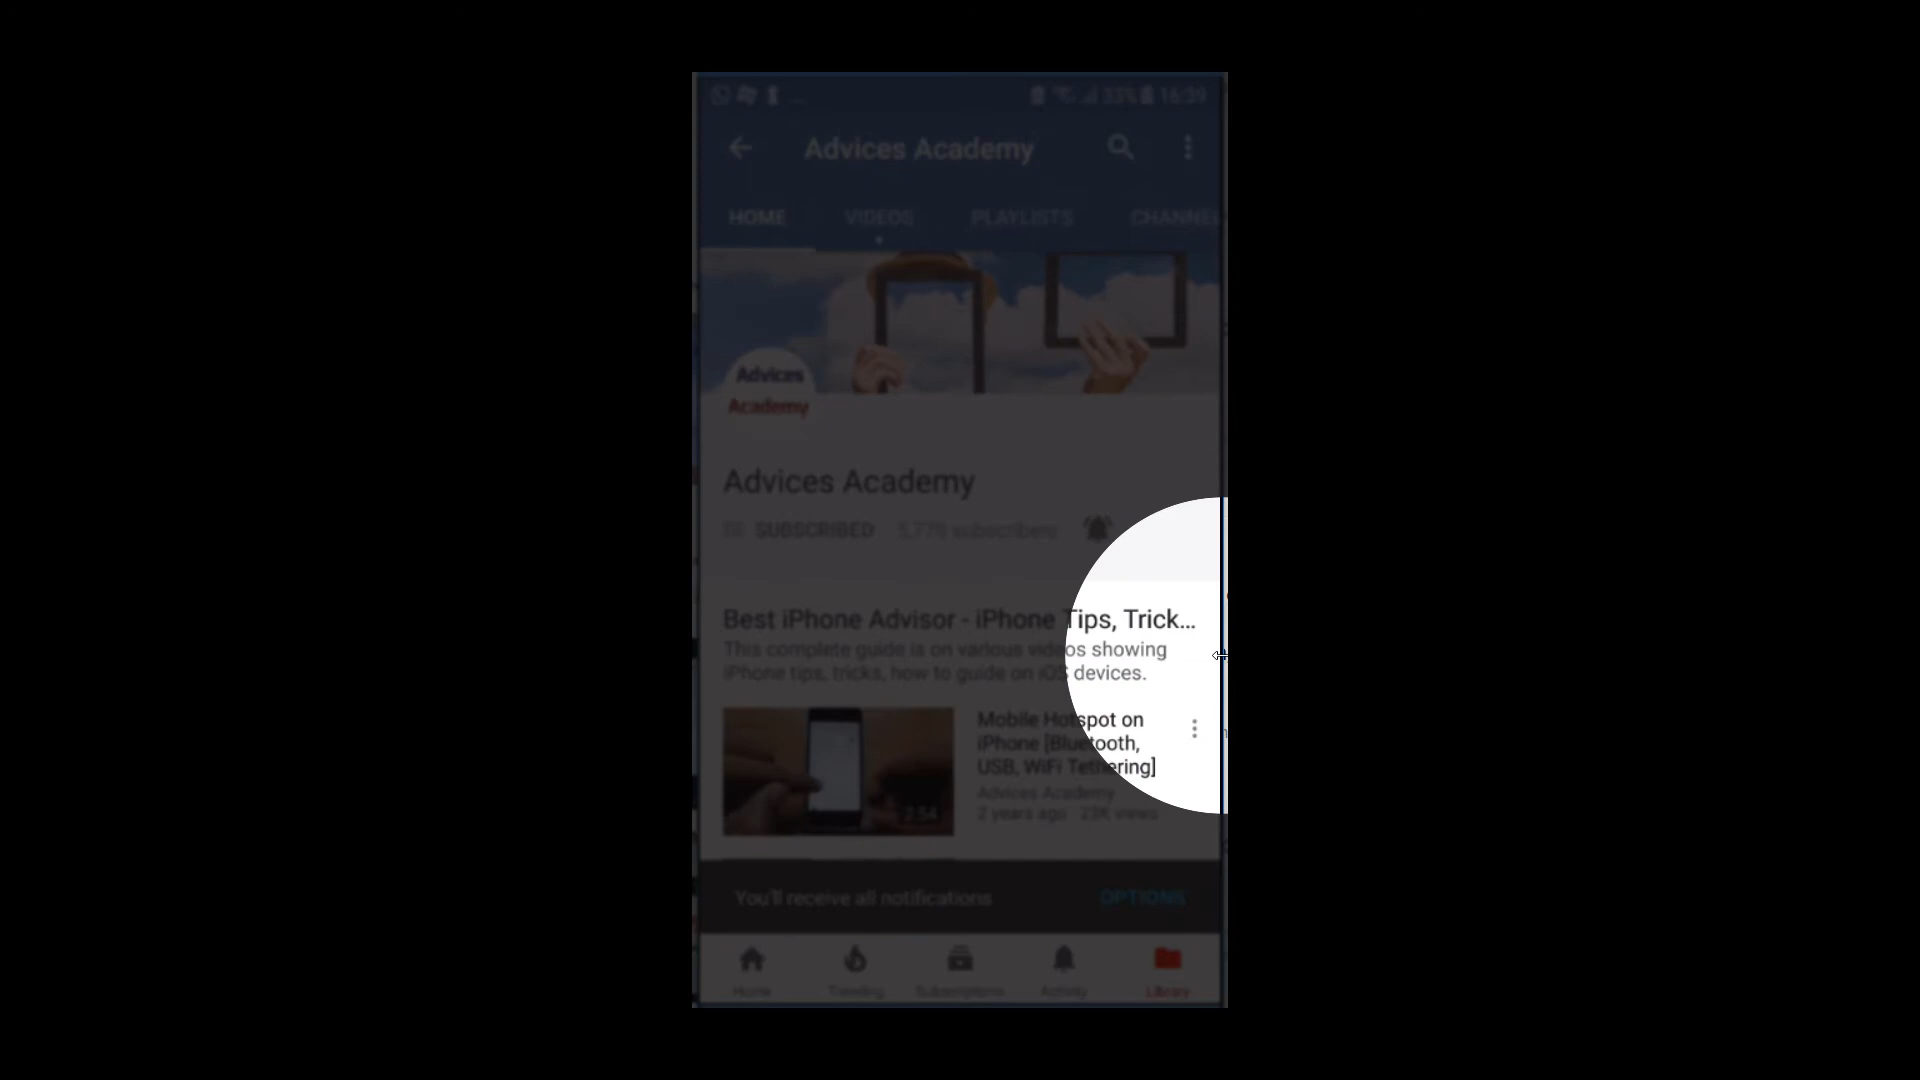 33% 16:39
Advices Academy
HOME VIDEOS PLAYLISTS CHANNEL
Advices
Academy
Advices Academy
SUBSCRIBED subscribers
Best iPhone Advisor - iPhone Tips, Trick...
This complete guide is on various videos showing
iPhone tips, tricks, how to guide on iOS devices.
Mobile Hotspot on
iPhone [Bluetooth,
USB, WiFi Tethering]
Advices Academy
2 years ago 23K views
2:54
You'll receive all notifications OPTIONS
Home Trending Subscriptions Activity Library